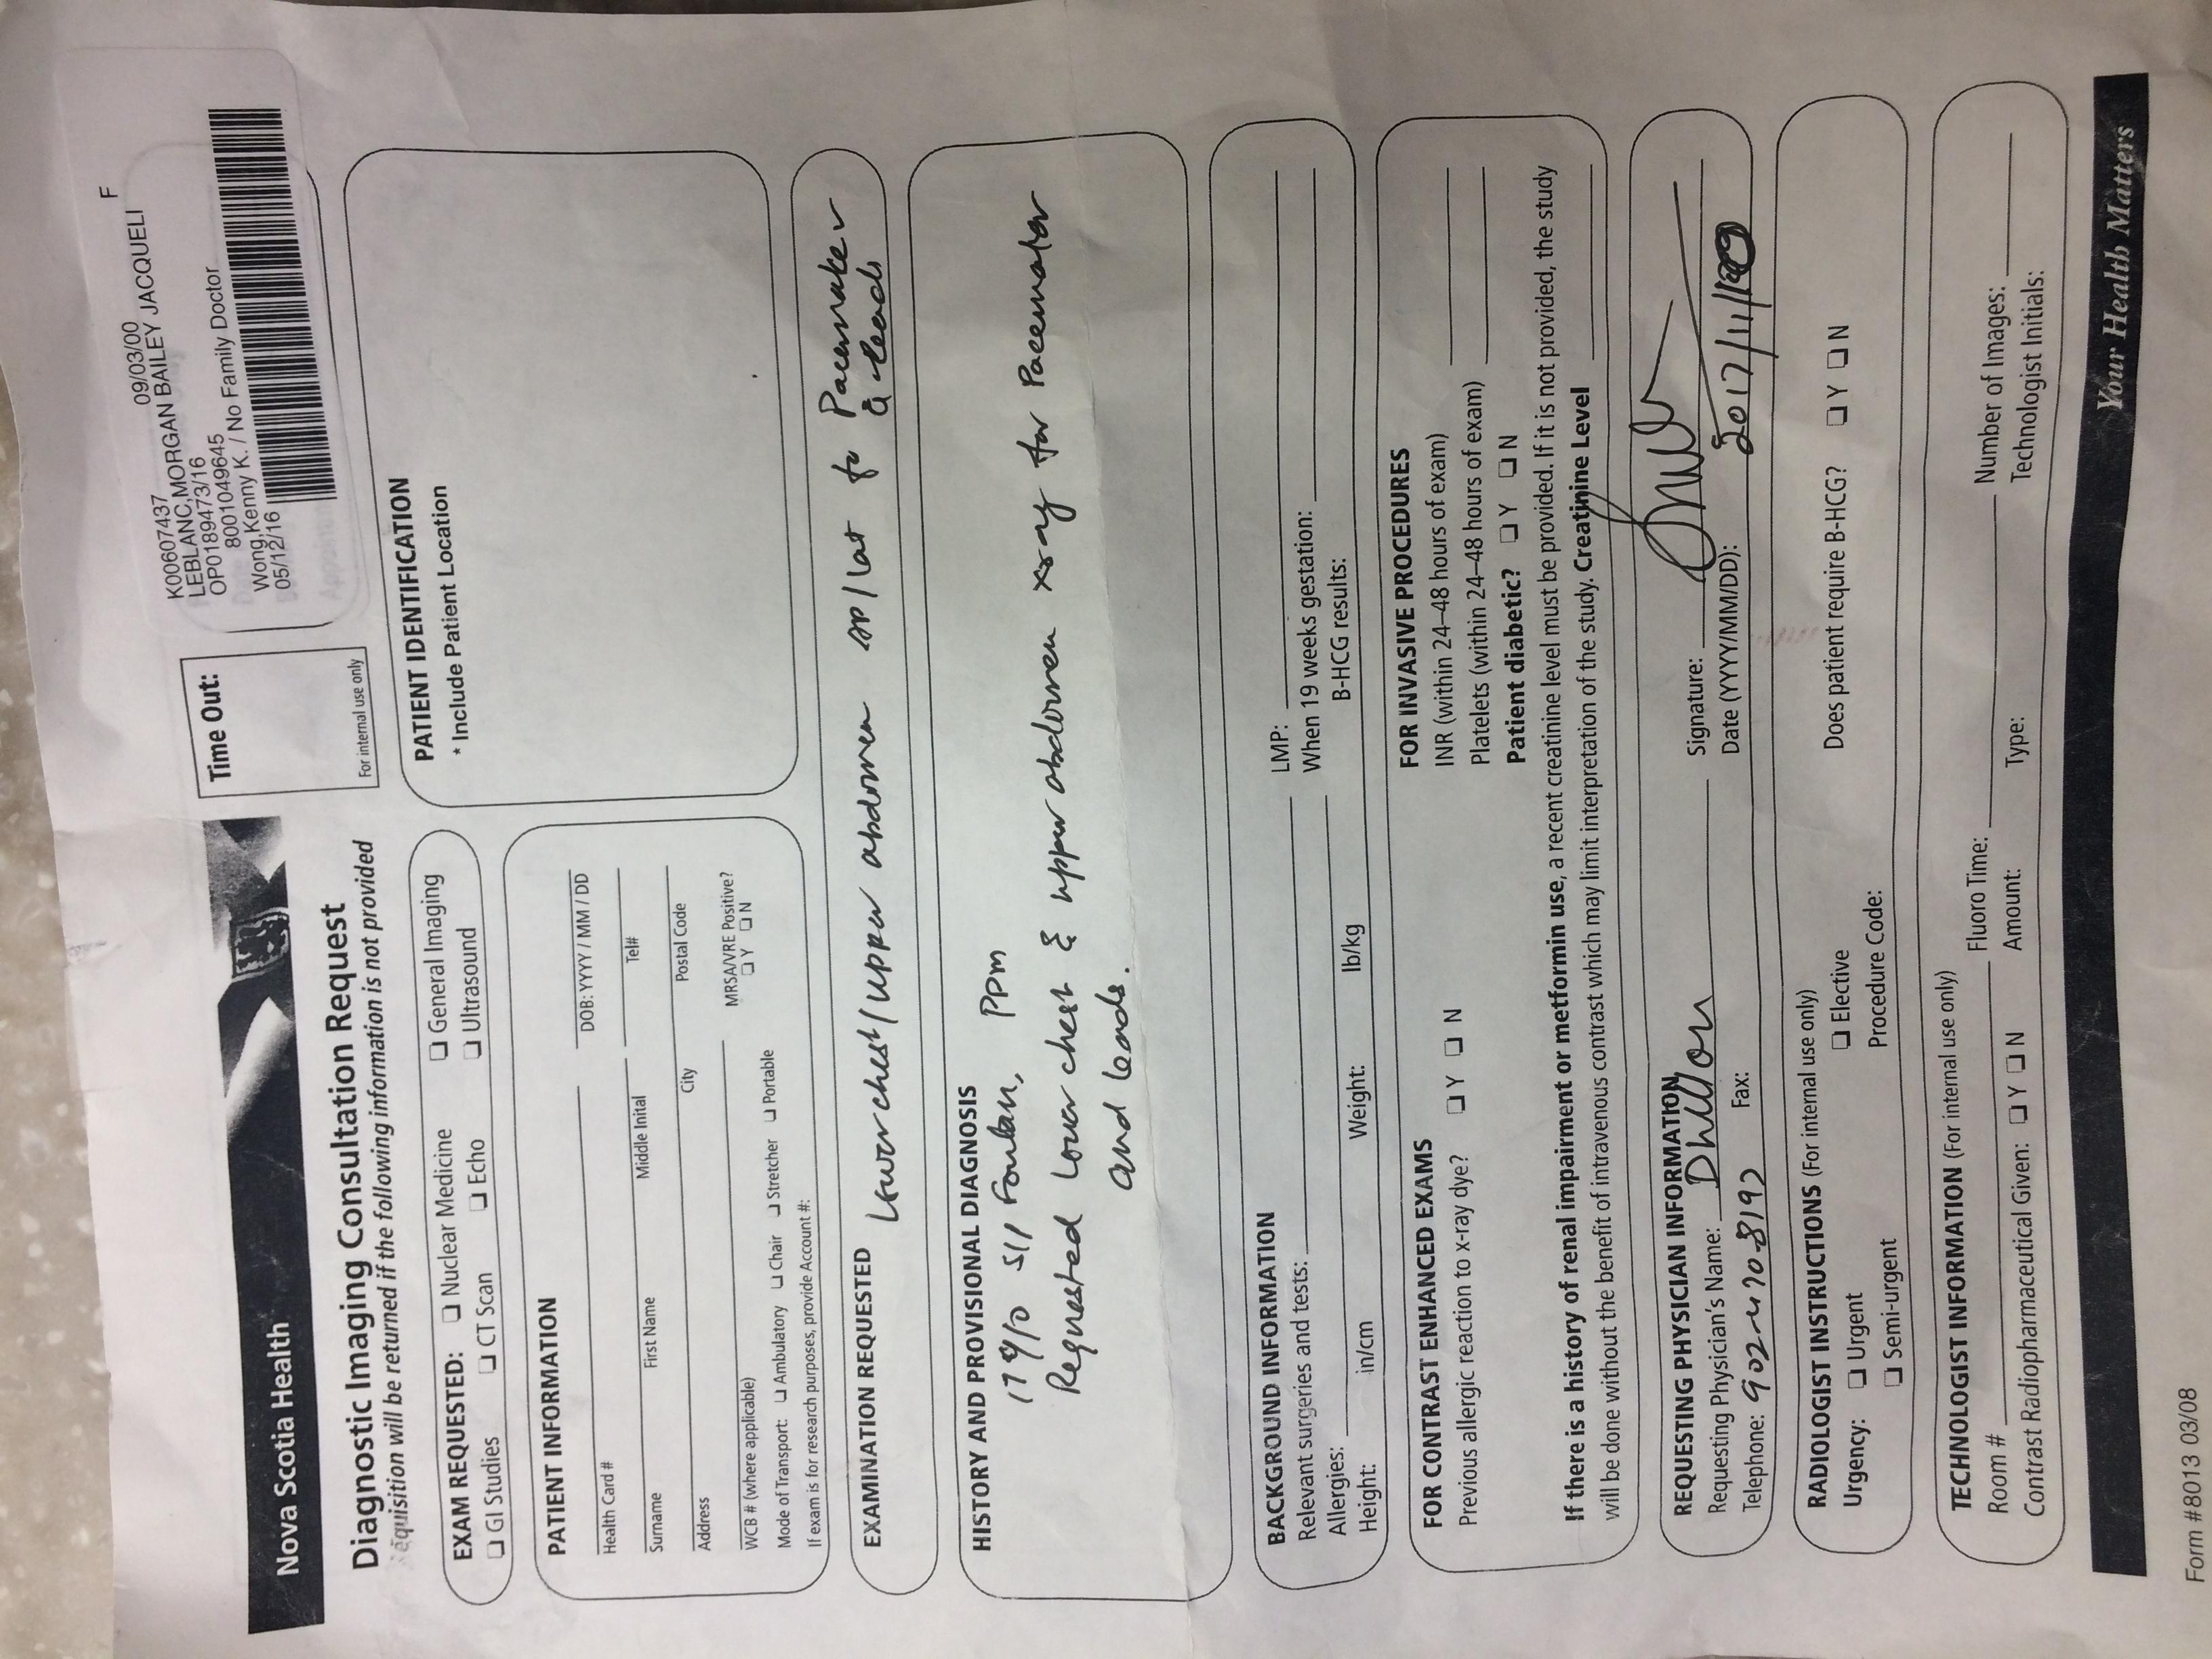 K00607437 09/03/00 F
LEBLANC,MORGAN BAILEY JACQUELI
OP0189473/16
8001049645
Wong,Kenny K. / No Family Doctor
05/12/16
Nova Scotia Health
Time Out:
For internal use only
Diagnostic Imaging Consultation Request
Requisition will be returned if the following information is not provided
EXAM REQUESTED: ❏ Nuclear Medicine ❏ General Imaging
❏ GI Studies ❏ CT Scan ❏ Echo ❏ Ultrasound
PATIENT IDENTIFICATION
* Include Patient Location
PATIENT INFORMATION
Health Card # DOB: YYYY / MM / DD
Surname First Name Middle Inital Tel#
Address City Postal Code
WCB # (where applicable) MRSA/VRE Positive?
❏ Y ❏ N
Mode of Transport: ❏ Ambulatory ❏ Chair ❏ Stretcher ❏ Portable
If exam is for research purposes, provide Account #:
EXAMINATION REQUESTED Lower chest/upper abdomen /lat Pacemaker
& leads
HISTORY AND PROVISIONAL DIAGNOSIS
17 y/o S/P Fontan, PPm
Requested Lower chest & upper abdomen xray for Pacemaker
and leads.
BACKGROUND INFORMATION
Relevant surgeries and tests: LMP:
Allergies: When 19 weeks gestation:
Height: in/cm Weight: lb/kg B-HCG results:
FOR CONTRAST ENHANCED EXAMS
Previous allergic reaction to x-ray dye? ❏ Y ❏ N
FOR INVASIVE PROCEDURES
INR (within 24–48 hours of exam)
Platelets (within 24–48 hours of exam)
Patient diabetic? ❏ Y ❏ N
If there is a history of renal impairment or metformin use, a recent creatinine level must be provided. If it is not provided, the study
will be done without the benefit of intravenous contrast which may limit interpretation of the study. Creatinine Level
REQUESTING PHYSICIAN INFORMATION
Requesting Physician's Name: Dhillon Signature:
Telephone: 902 470 8192 Fax: Date (YYYY/MM/DD): 2017/11/
RADIOLOGIST INSTRUCTIONS (For internal use only)
Urgency: ❏ Urgent ❏ Elective Does patient require B-HCG? ❏ Y ❏ N
❏ Semi-urgent Procedure Code:
TECHNOLOGIST INFORMATION (For internal use only)
Room # Fluoro Time: Number of Images:
Contrast Radiopharmaceutical Given: ❏ Y ❏ N Amount: Type: Technologist Initials:
Your Health Matters
Form #8013 03/08